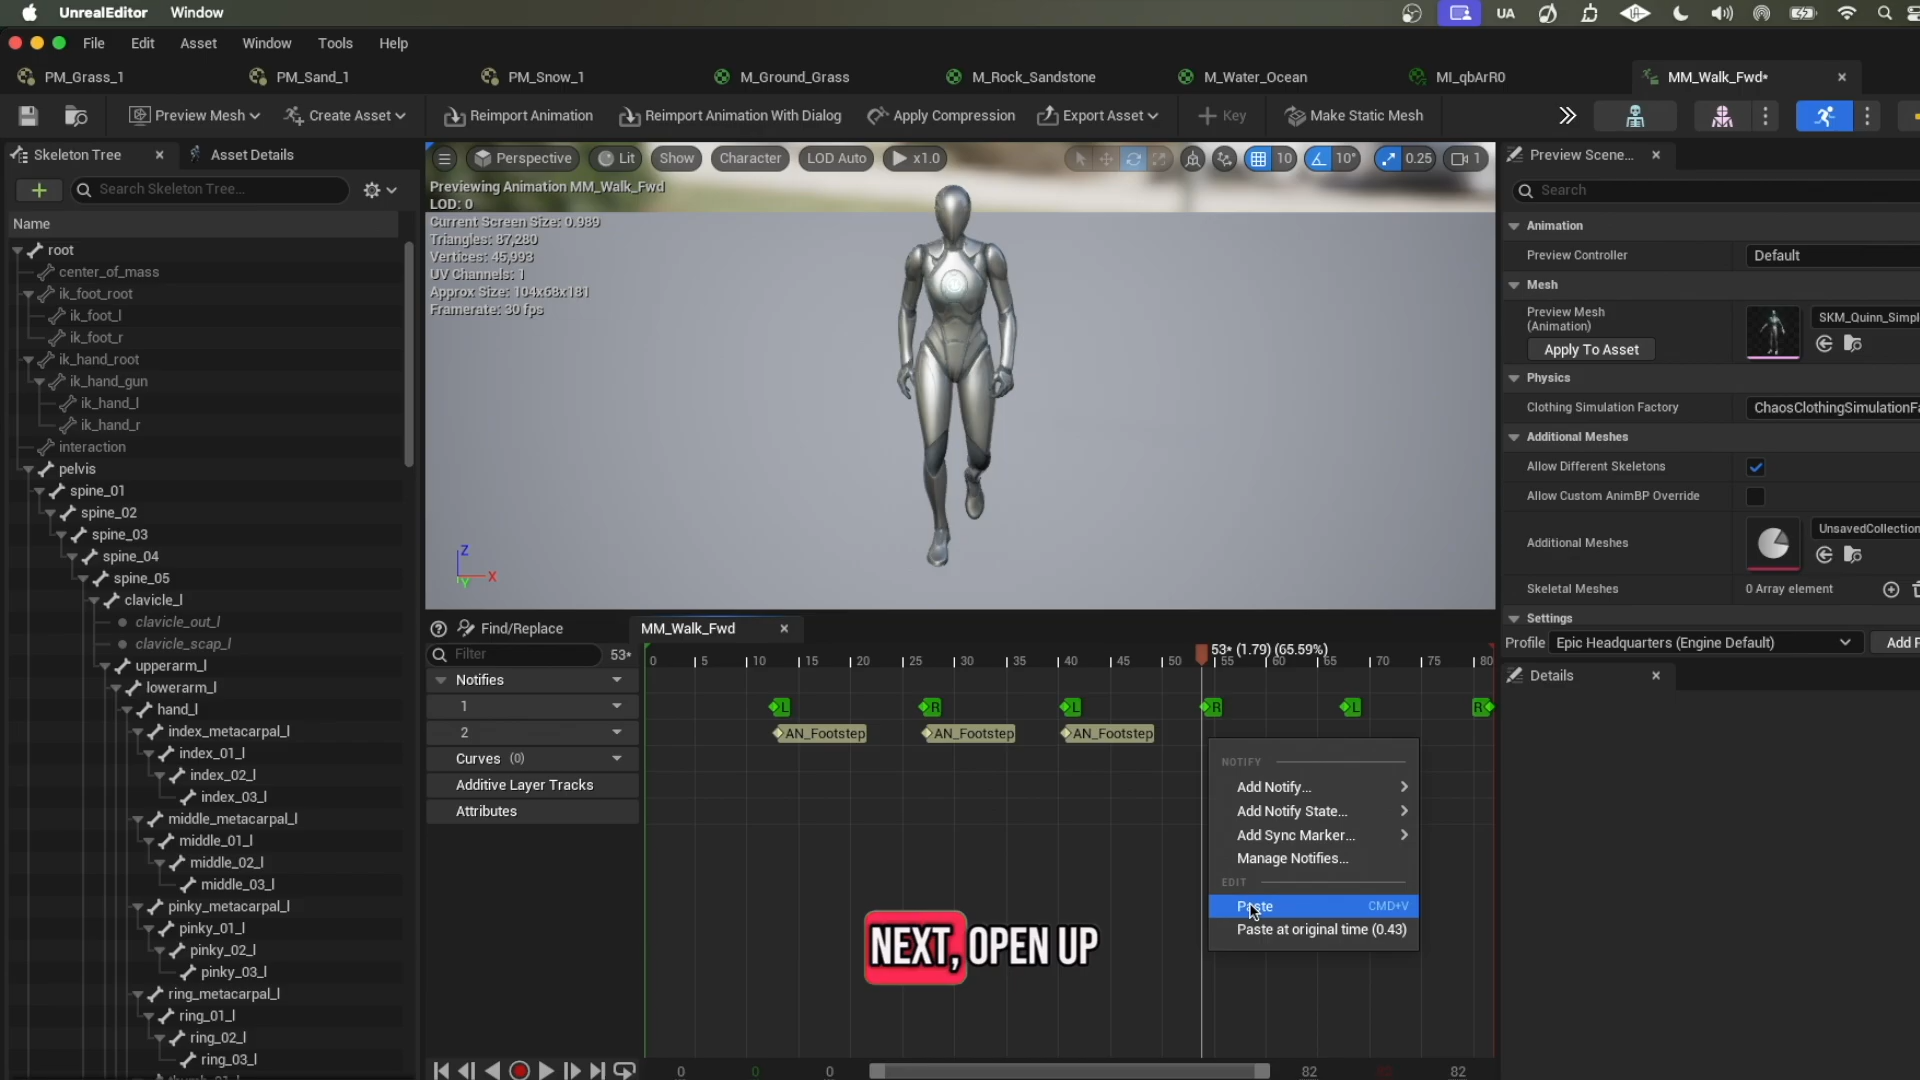 UnrealEditor Window
UA
File Edit Asset Window Tools Help
PM_Grass_1 PM_Sand_1 PM_Snow_1 M_Ground_Grass M_Rock_Sandstone M_Water_Ocean MI_qbArR0 MM_Walk_Fwd*
Preview Mesh Create Asset Reimport Animation Reimport Animation With Dialog Apply Compression Export Asset Key Make Static Mesh
Skeleton Tree Asset Details
Search Skeleton Tree...
Name
root
center_of_mass
ik_foot_root
ik_foot_l
ik_foot_r
ik_hand_root
ik_hand_gun
ik_hand_l
ik_hand_r
interaction
pelvis
spine_01
spine_02
spine_03
spine_04
spine_05
clavicle_l
clavicle_out_l
clavicle_scap_l
upperarm_l
lowerarm_l
hand_l
index_metacarpal_l
index_01_l
index_02_l
index_03_l
middle_metacarpal_l
middle_01_l
middle_02_l
middle_03_l
pinky_metacarpal_l
pinky_01_l
pinky_02_l
pinky_03_l
ring_metacarpal_l
ring_01_l
ring_02_l
ring_03_l
Perspective Lit Show Character LOD Auto x1.0 10 10° 0.25 1
Previewing Animation MM_Walk_Fwd
LOD: 0
Current Screen Size: 0.989
Triangles: 87,280
Vertices: 45,993
UV Channels: 1
Approx Size: 104x68x181
Framerate: 30 fps
Z
X
Y
Find/Replace MM_Walk_Fwd
Filter 53*
53* (1.79) (65.59%)
0 5 10 15 20 25 30 35 40 45 50 55 60 65 70 75 80
Notifies
1 L R L R L R
2 AN_Footstep AN_Footstep AN_Footstep
Curves (0)
Additive Layer Tracks
Attributes
NOTIFY
Add Notify...
Add Notify State...
Add Sync Marker...
Manage Notifies...
EDIT
Paste CMD+V
Paste at original time (0.43)
NEXT, OPEN UP
0 0 0 82 82
Preview Scene...
Search
Animation
Preview Controller Default
Mesh
Preview Mesh
(Animation)
SKM_Quinn_Simpl
Apply To Asset
Physics
Clothing Simulation Factory ChaosClothingSimulationFa
Additional Meshes
Allow Different Skeletons
Allow Custom AnimBP Override
Additional Meshes UnsavedCollection
Skeletal Meshes 0 Array element
Settings
Profile Epic Headquarters (Engine Default) Add P
Details